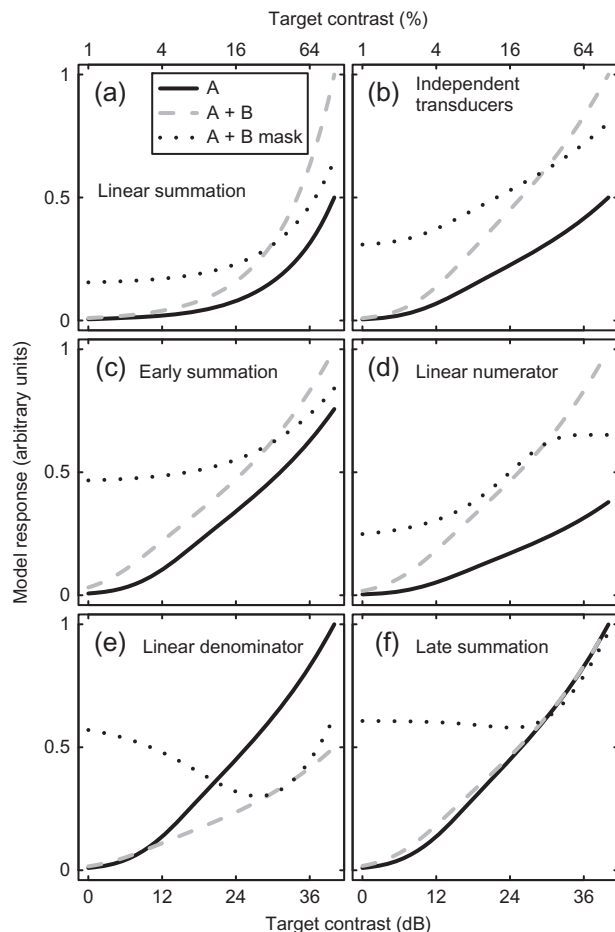 Target contrast (%)
1 4 16 64 1 4 16 64
1
(a)
A
A + B
A + B mask
Linear summation
0.5
0
(b)
Independent
transducers
1
(c)
Early summation
0.5
0
(d)
Linear numerator
1
(e)
Linear denominator
0.5
0
(f)
Late summation
0 12 24 36 0 12 24 36
Target contrast (dB)
Model response (arbitrary units)